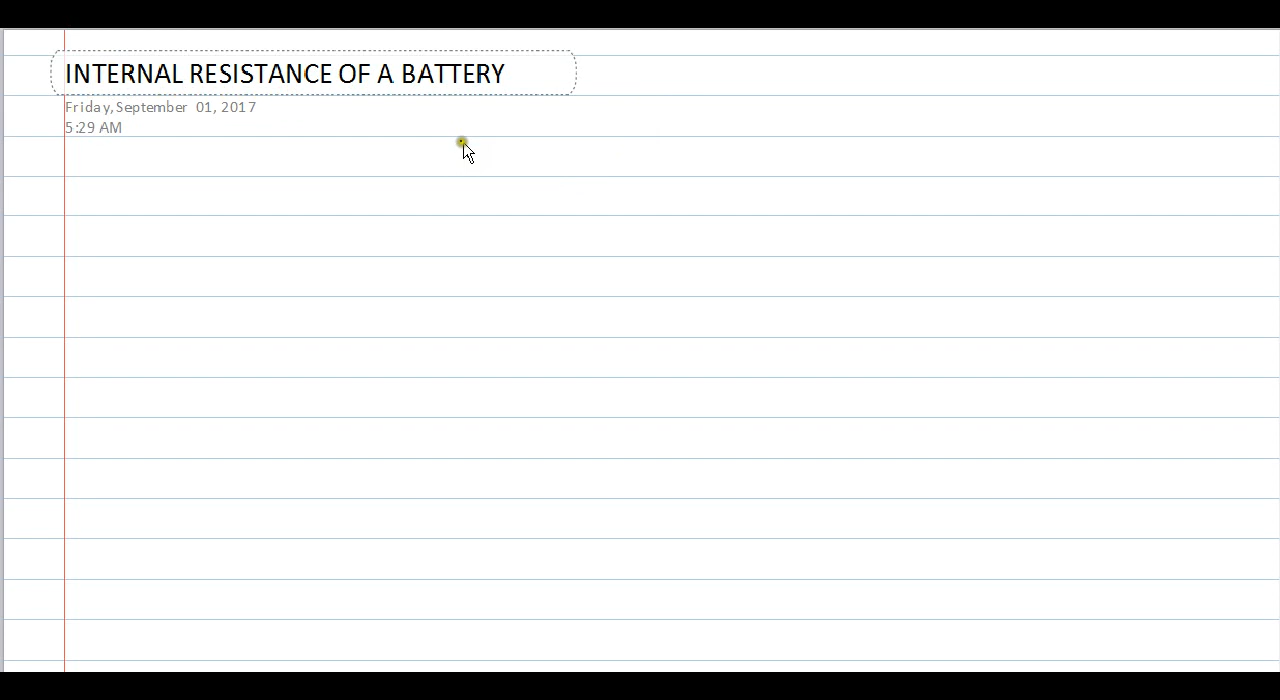 INTERNAL RESISTANCE OF A BATTERY
Friday, September 01, 2017
5:29 AM